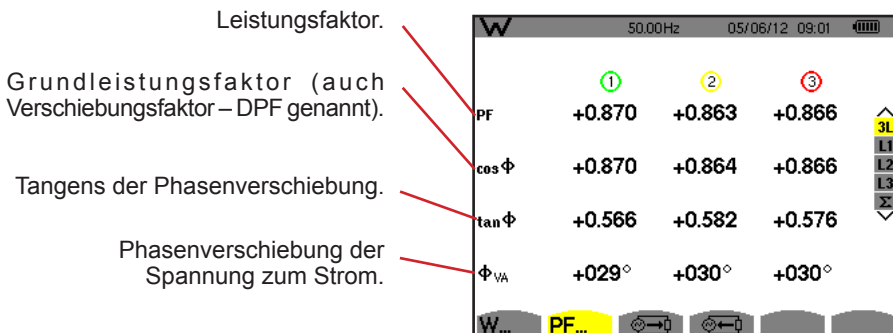 Leistungsfaktor.
Grundleistungsfaktor (auch
Verschiebungsfaktor – DPF genannt).
Tangens der Phasenverschiebung.
Phasenverschiebung der
Spannung zum Strom.
W 50.00Hz 05/06/12 09:01
1 2 3
PF +0.870 +0.863 +0.866
cos Φ +0.870 +0.864 +0.866
tan Φ +0.566 +0.582 +0.576
Φ VA +029° +030° +030°
3L
L1
L2
L3
Σ
W... PF...